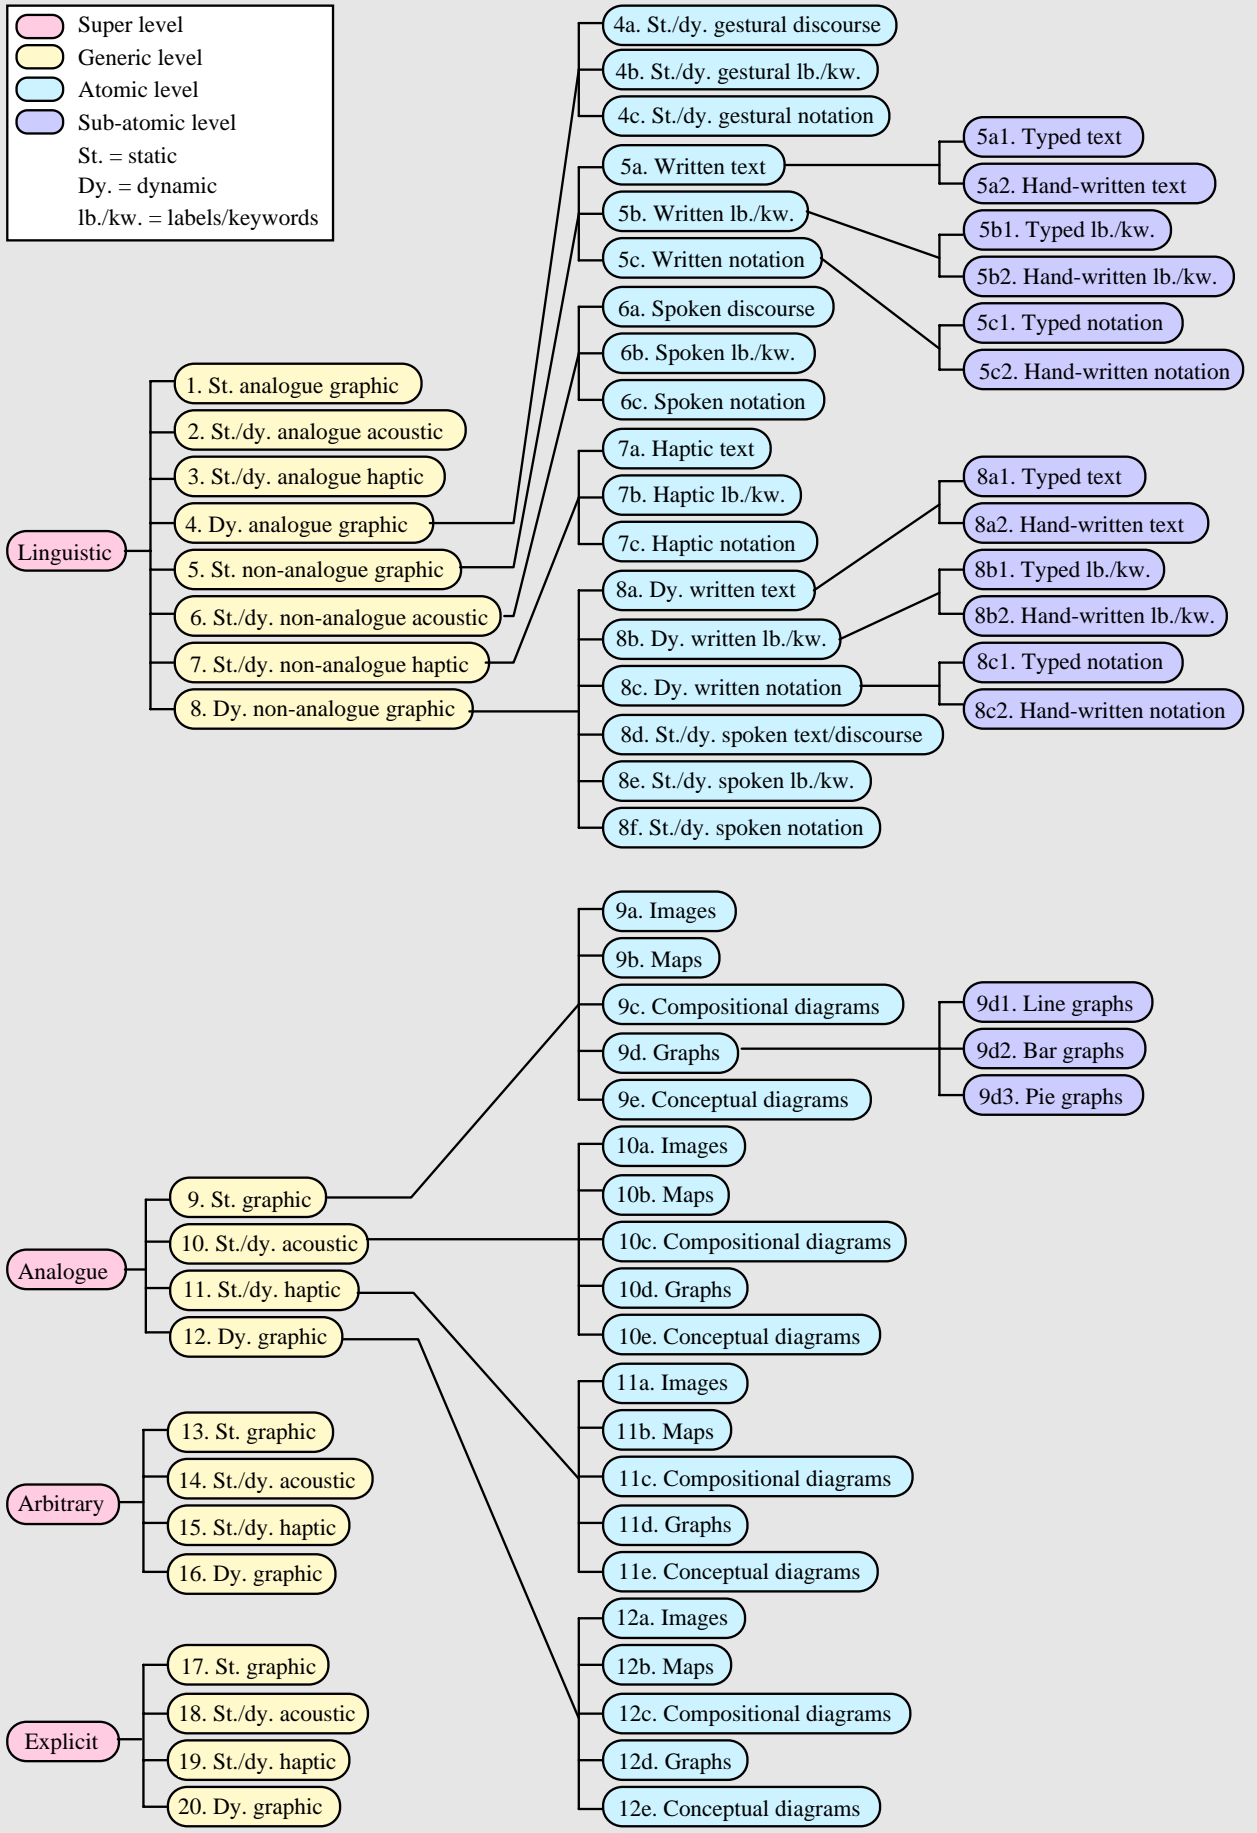 Super level
Generic level
Atomic level
Sub-atomic level
St. = static
Dy. = dynamic
lb./kw. = labels/keywords
Linguistic
1. St. analogue graphic
2. St./dy. analogue acoustic
3. St./dy. analogue haptic
4. Dy. analogue graphic
5. St. non-analogue graphic
6. St./dy. non-analogue acoustic
7. St./dy. non-analogue haptic
8. Dy. non-analogue graphic
4a. St./dy. gestural discourse
4b. St./dy. gestural lb./kw.
4c. St./dy. gestural notation
5a. Written text
5b. Written lb./kw.
5c. Written notation
6a. Spoken discourse
6b. Spoken lb./kw.
6c. Spoken notation
7a. Haptic text
7b. Haptic lb./kw.
7c. Haptic notation
8a. Dy. written text
8b. Dy. written lb./kw.
8c. Dy. written notation
8d. St./dy. spoken text/discourse
8e. St./dy. spoken lb./kw.
8f. St./dy. spoken notation
5a1. Typed text
5a2. Hand-written text
5b1. Typed lb./kw.
5b2. Hand-written lb./kw.
5c1. Typed notation
5c2. Hand-written notation
8a1. Typed text
8a2. Hand-written text
8b1. Typed lb./kw.
8b2. Hand-written lb./kw.
8c1. Typed notation
8c2. Hand-written notation
Analogue
9. St. graphic
10. St./dy. acoustic
11. St./dy. haptic
12. Dy. graphic
9a. Images
9b. Maps
9c. Compositional diagrams
9d. Graphs
9e. Conceptual diagrams
9d1. Line graphs
9d2. Bar graphs
9d3. Pie graphs
10a. Images
10b. Maps
10c. Compositional diagrams
10d. Graphs
10e. Conceptual diagrams
11a. Images
11b. Maps
11c. Compositional diagrams
11d. Graphs
11e. Conceptual diagrams
12a. Images
12b. Maps
12c. Compositional diagrams
12d. Graphs
12e. Conceptual diagrams
Arbitrary
13. St. graphic
14. St./dy. acoustic
15. St./dy. haptic
16. Dy. graphic
Explicit
17. St. graphic
18. St./dy. acoustic
19. St./dy. haptic
20. Dy. graphic